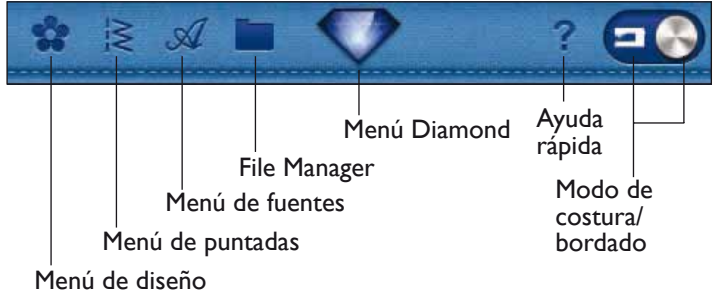 ?
Menú Diamond
Ayuda
rápida
File Manager
Modo de
costura/
bordado
Menú de fuentes
Menú de puntadas
Menú de diseño